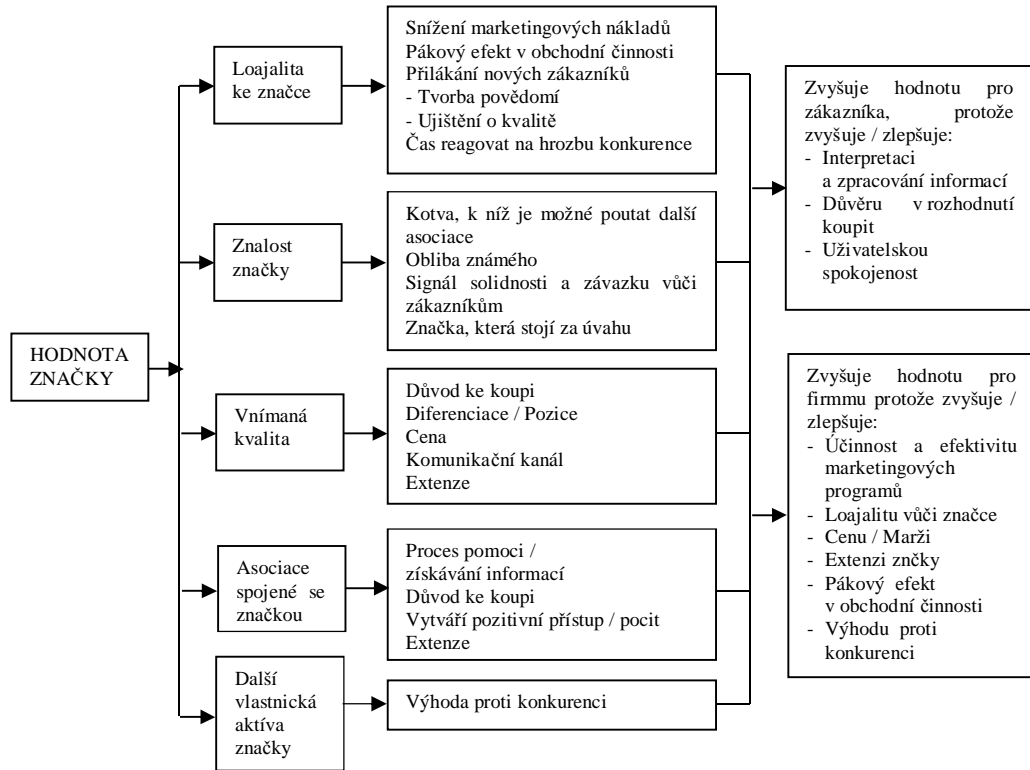 HODNOTA
ZNAČKY
Loajalita
ke značce
Snížení marketingových nákladů
Pákový efekt v obchodní činnosti
Přilákání nových zákazníků
- Tvorba povědomí
- Ujištění o kvalitě
Čas reagovat na hrozbu konkurence
Znalost
značky
Kotva, k níž je možné poutat další
asociace
Obliba známého
Signál solidnosti a závazku vůči
zákazníkům
Značka, která stojí za úvahu
Vnímaná
kvalita
Důvod ke koupi
Diferenciace / Pozice
Cena
Komunikační kanál
Extenze
Asociace
spojené se
značkou
Proces pomoci /
získávání informací
Důvod ke koupi
Vytváří pozitivní přístup / pocit
Extenze
Další
vlastnická
aktíva
značky
Výhoda proti konkurenci
Zvyšuje hodnotu pro
zákazníka, protože
zvyšuje / zlepšuje:
- Interpretaci
a zpracování informací
- Důvěru v rozhodnutí
koupit
- Uživatelskou
spokojenost
Zvyšuje hodnotu pro
firmmu protože zvyšuje /
zlepšuje:
- Účinnost a efektivitu
marketingových
programů
- Loajalitu vůči značce
- Cenu / Marži
- Extenzi znčky
- Pákový efekt
v obchodní činnosti
- Výhodu proti
konkurenci